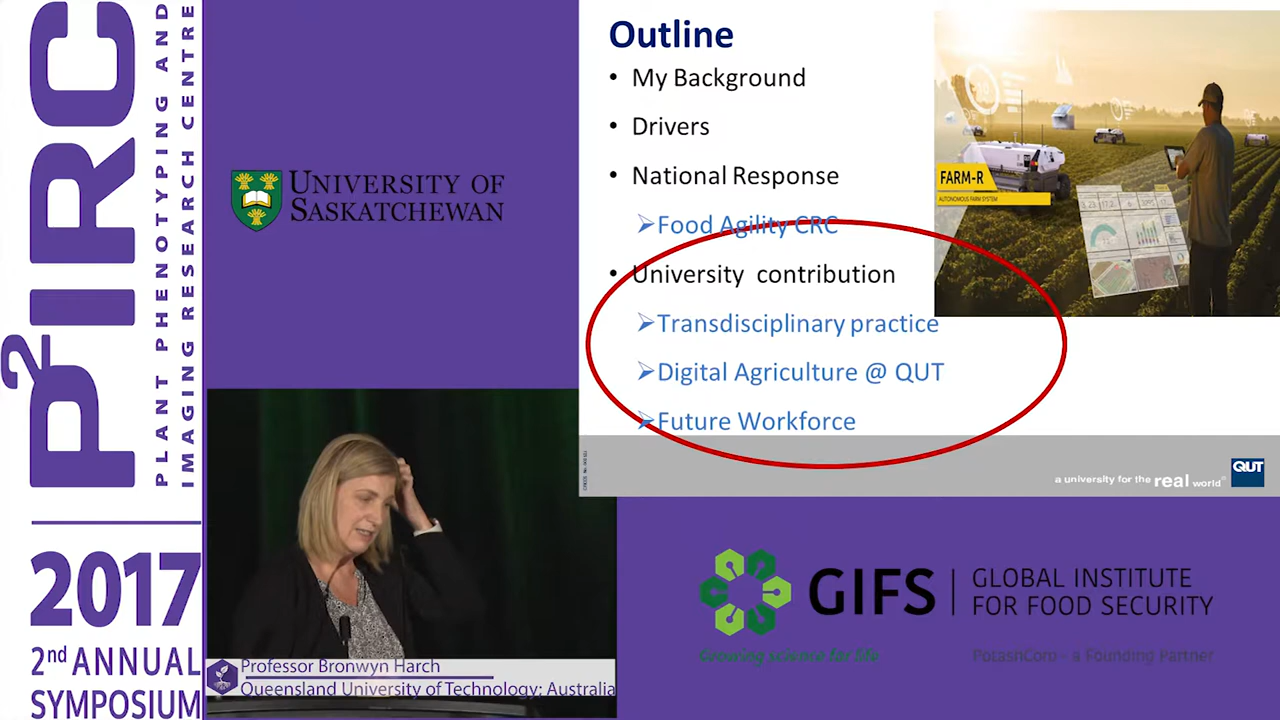 P2IRC
PLANT PHENOTYPING AND
IMAGING RESEARCH CENTRE
2017
2nd ANNUAL
SYMPOSIUM
UNIVERSITY OF
SASKATCHEWAN
Outline
• My Background
• Drivers
• National Response
➢Food Agility CRC
• University contribution
➢Transdisciplinary practice
➢Digital Agriculture @ QUT
➢Future Workforce
FARM-R
AUTONOMOUS FARM SYSTEM
a university for the real world
QUT
Professor Bronwyn Harch
Queensland University of Technology: Australia
GIFS
GLOBAL INSTITUTE
FOR FOOD SECURITY
Growing science for life
PotashCorp - a Founding Partner